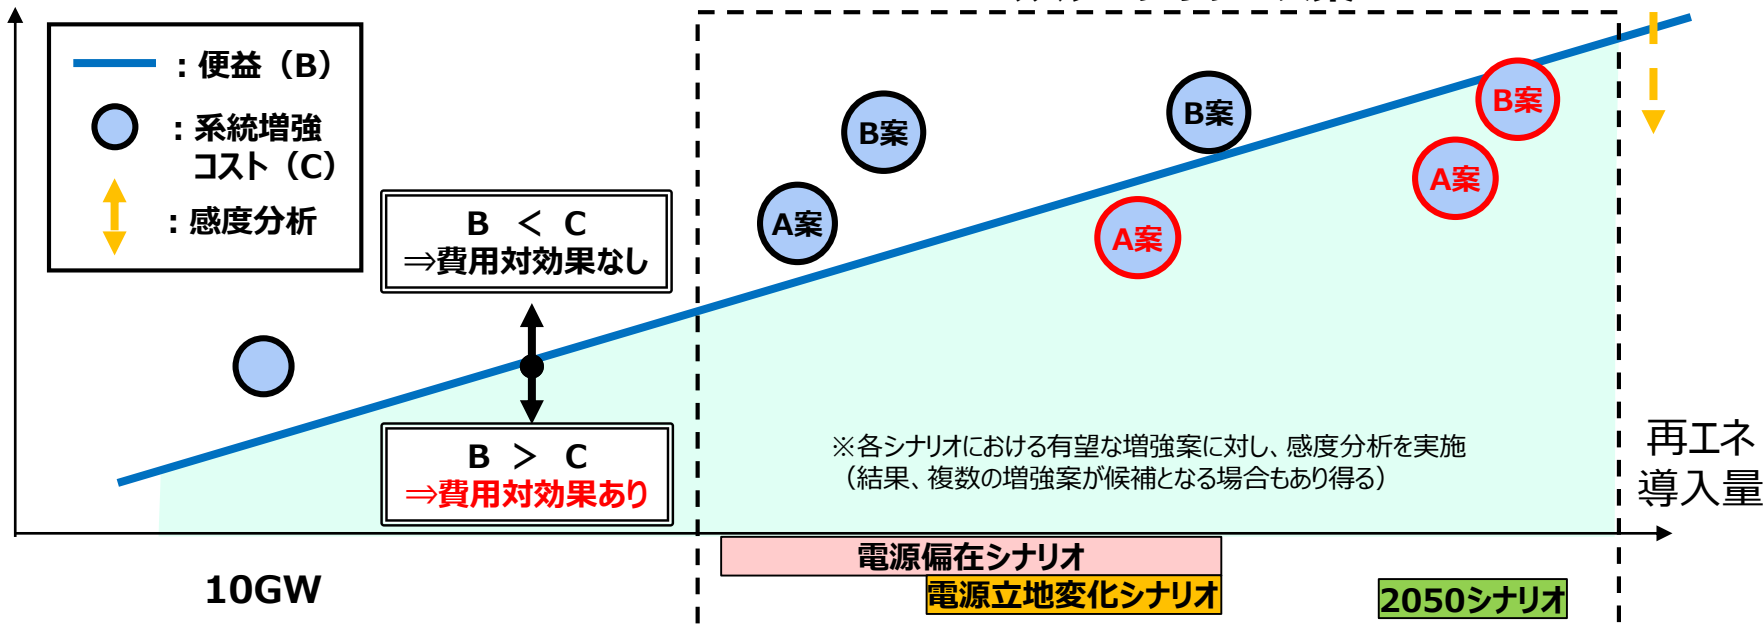 ：便益（B）
：系統増強
コスト（C）
：感度分析
B ＜ C
⇒費用対効果なし
B ＞ C
⇒費用対効果あり
A案
B案
A案
B案
A案
B案
※各シナリオにおける有望な増強案に対し、感度分析を実施
（結果、複数の増強案が候補となる場合もあり得る）
再エネ
導入量
10GW
電源偏在シナリオ
電源立地変化シナリオ
2050シナリオ